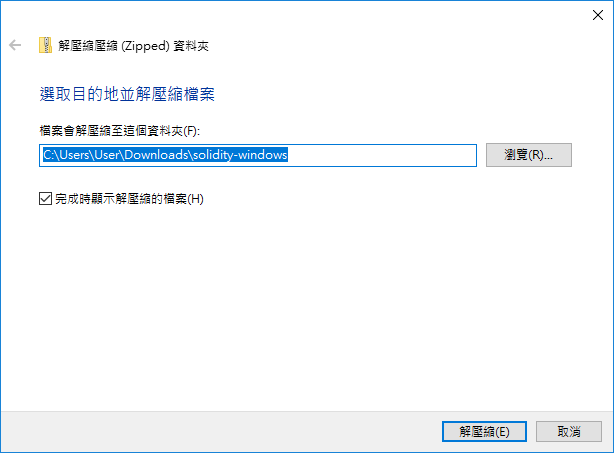 解壓縮壓縮 (Zipped) 資料夾
選取目的地並解壓縮檔案
檔案會解壓縮至這個資料夾(F):
C:\Users\User\Downloads\solidity-windows
瀏覽(R)...
完成時顯示解壓縮的檔案(H)
解壓縮(E)
取消